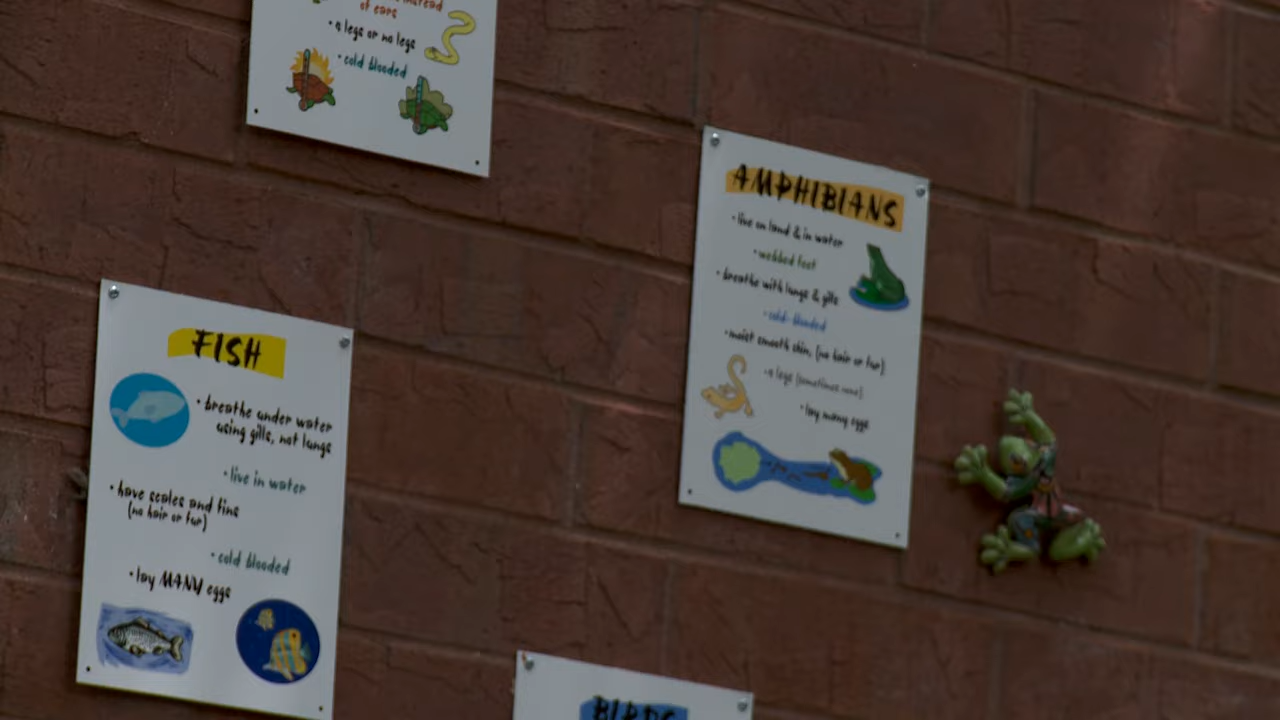 instead
of ears
• 4 legs or no legs
• cold blooded
AMPHIBIANS
• live on land & in water
• webbed feet
• breathe with lungs & gills
• cold-blooded
• moist smooth skin, (no hair or fur)
• 4 legs (sometimes none)
• lay many eggs
FISH
• breathe under water
using gills, not lungs
• live in water
• have scales and fins
(no hair or fur)
• cold blooded
• lay MANY eggs
BIRDS